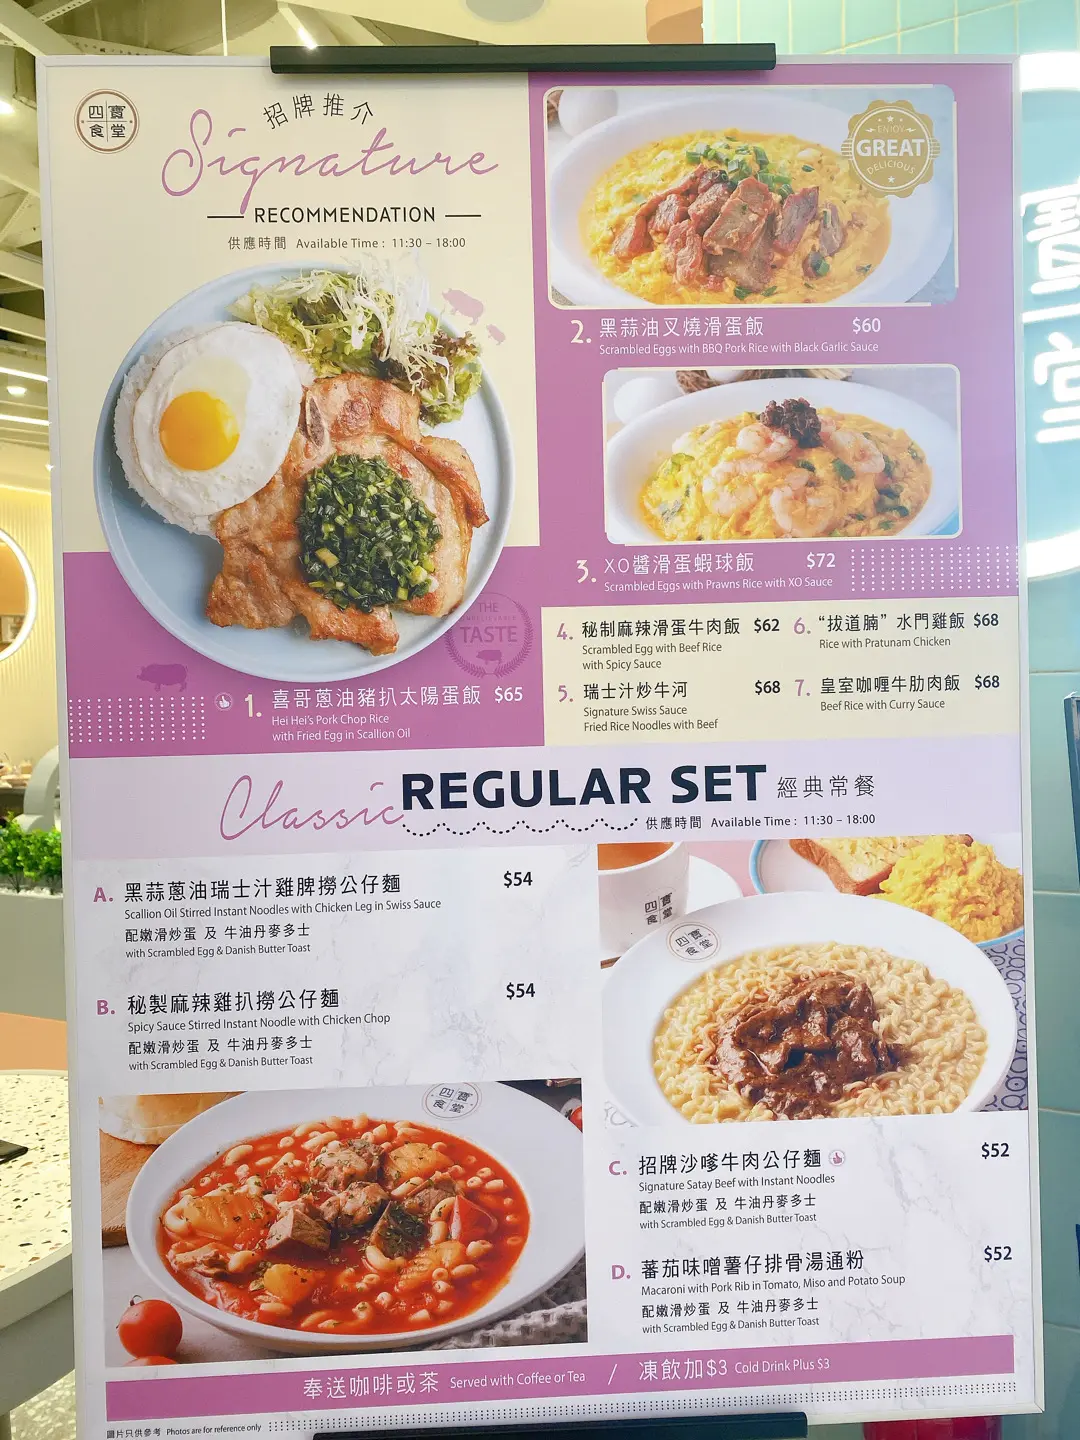 四寶
食堂
招牌推介
Signature
RECOMMENDATION
供應時間 Available Time : 11:30 – 18:00
ENJOY
GREAT
DELICIOUS
2. 黑蒜油叉燒滑蛋飯 $60
Scrambled Eggs with BBQ Pork Rice with Black Garlic Sauce
3. XO醬滑蛋蝦球飯 $72
Scrambled Eggs with Prawns Rice with XO Sauce
THE
TASTE
1. 喜哥蔥油豬扒太陽蛋飯 $65
Hei Hei's Pork Chop Rice
with Fried Egg in Scallion Oil
4. 秘制麻辣滑蛋牛肉飯 $62
Scrambled Egg with Beef Rice
with Spicy Sauce
5. 瑞士汁炒牛河 $68
Signature Swiss Sauce
Fried Rice Noodles with Beef
6. “拔道腩” 水門雞飯 $68
Rice with Pratunam Chicken
7. 皇室咖喱牛肋肉飯 $68
Beef Rice with Curry Sauce
Classic REGULAR SET 經典常餐
供應時間 Available Time : 11:30 – 18:00
A. 黑蒜蔥油瑞士汁雞脾撈公仔麵 $54
Scallion Oil Stirred Instant Noodles with Chicken Leg in Swiss Sauce
配嫩滑炒蛋 及 牛油丹麥多士
with Scrambled Egg & Danish Butter Toast
B. 秘製麻辣雞扒撈公仔麵 $54
Spicy Sauce Stirred Instant Noodle with Chicken Chop
配嫩滑炒蛋 及 牛油丹麥多士
with Scrambled Egg & Danish Butter Toast
四寶
食堂
四寶
食堂
四寶
食堂
C. 招牌沙嗲牛肉公仔麵 $52
Signature Satay Beef with Instant Noodles
配嫩滑炒蛋 及 牛油丹麥多士
with Scrambled Egg & Danish Butter Toast
D. 蕃茄味噌薯仔排骨湯通粉 $52
Macaroni with Pork Rib in Tomato, Miso and Potato Soup
配嫩滑炒蛋 及 牛油丹麥多士
with Scrambled Egg & Danish Butter Toast
奉送咖啡或茶 Served with Coffee or Tea / 凍飲加$3 Cold Drink Plus $3
圖片只供參考 Photos are for reference only